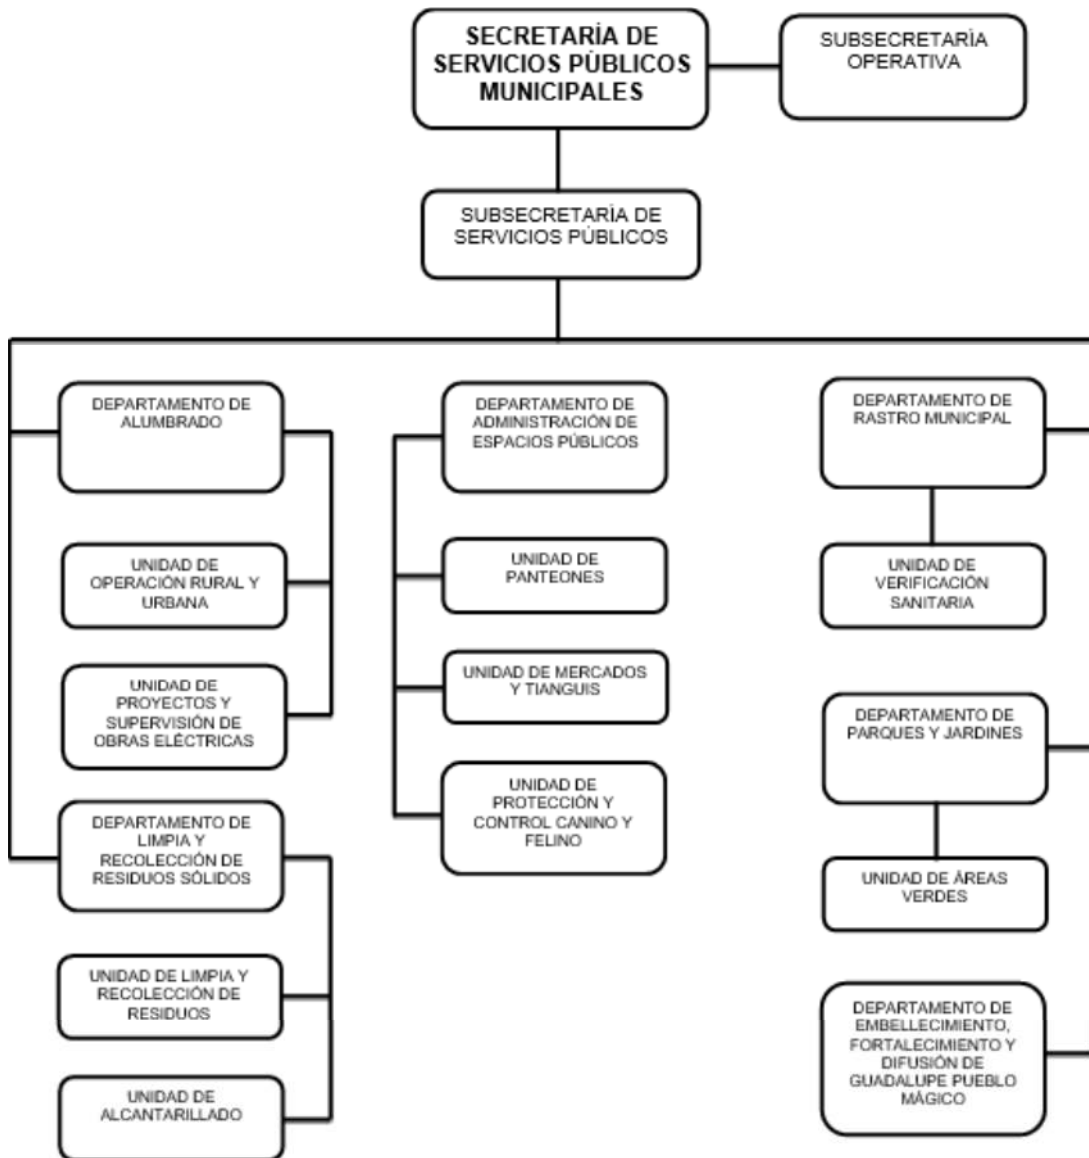 SECRETARÍA DE
SERVICIOS PÚBLICOS
MUNICIPALES
SUBSECRETARÍA
OPERATIVA
SUBSECRETARÍA DE
SERVICIOS PÚBLICOS
DEPARTAMENTO DE
ALUMBRADO
UNIDAD DE
OPERACIÓN RURAL Y
URBANA
UNIDAD DE
PROYECTOS Y
SUPERVISIÓN DE
OBRAS ELÉCTRICAS
DEPARTAMENTO DE
LIMPIA Y
RECOLECCIÓN DE
RESIDUOS SÓLIDOS
UNIDAD DE LIMPIA Y
RECOLECCIÓN DE
RESIDUOS
UNIDAD DE
ALCANTARILLADO
DEPARTAMENTO DE
ADMINISTRACIÓN DE
ESPACIOS PÚBLICOS
UNIDAD DE
PANTEONES
UNIDAD DE MERCADOS
Y TIANGUIS
UNIDAD DE
PROTECCIÓN Y
CONTROL CANINO Y
FELINO
DEPARTAMENTO DE
RASTRO MUNICIPAL
UNIDAD DE
VERIFICACIÓN
SANITARIA
DEPARTAMENTO DE
PARQUES Y JARDINES
UNIDAD DE ÁREAS
VERDES
DEPARTAMENTO DE
EMBELLECIMIENTO,
FORTALECIMIENTO Y
DIFUSIÓN DE
GUADALUPE PUEBLO
MÁGICO